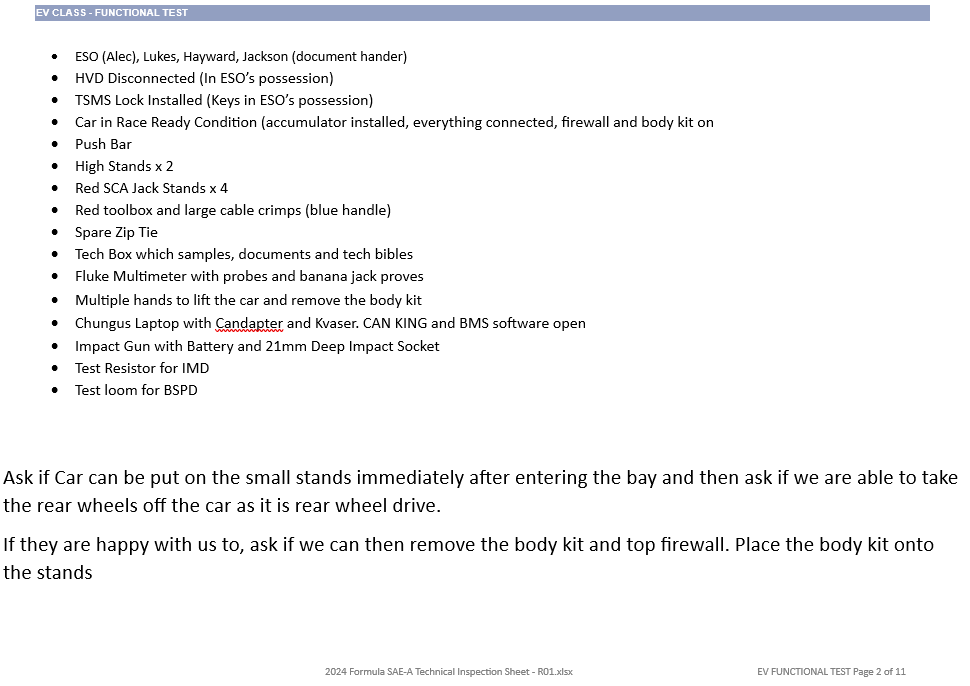 EV CLASS - FUNCTIONAL TEST
• ESO (Alec), Lukes, Hayward, Jackson (document hander)
• HVD Disconnected (In ESO's possession)
• TSMS Lock Installed (Keys in ESO's possession)
• Car in Race Ready Condition (accumulator installed, everything connected, firewall and body kit on
• Push Bar
• High Stands x 2
• Red SCA Jack Stands x 4
• Red toolbox and large cable crimps (blue handle)
• Spare Zip Tie
• Tech Box which samples, documents and tech bibles
• Fluke Multimeter with probes and banana jack proves
• Multiple hands to lift the car and remove the body kit
• Chungus Laptop with Candapter and Kvaser. CAN KING and BMS software open
• Impact Gun with Battery and 21mm Deep Impact Socket
• Test Resistor for IMD
• Test loom for BSPD
Ask if Car can be put on the small stands immediately after entering the bay and then ask if we are able to take
the rear wheels off the car as it is rear wheel drive.
If they are happy with us to, ask if we can then remove the body kit and top firewall. Place the body kit onto
the stands
2024 Formula SAE-A Technical Inspection Sheet - R01.xlsx EV FUNCTIONAL TEST Page 2 of 11